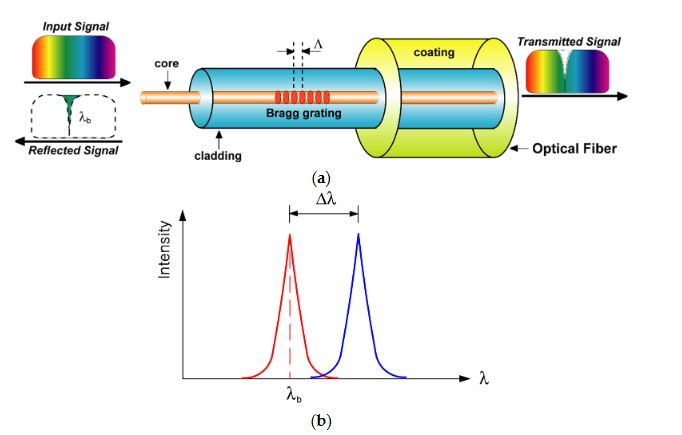 Input Signal
Λ
coating
Transmitted Signal
core
λb
Bragg grating
Reflected Signal
cladding
Optical Fiber
(a)
Δλ
Intensity
λ
λb
(b)